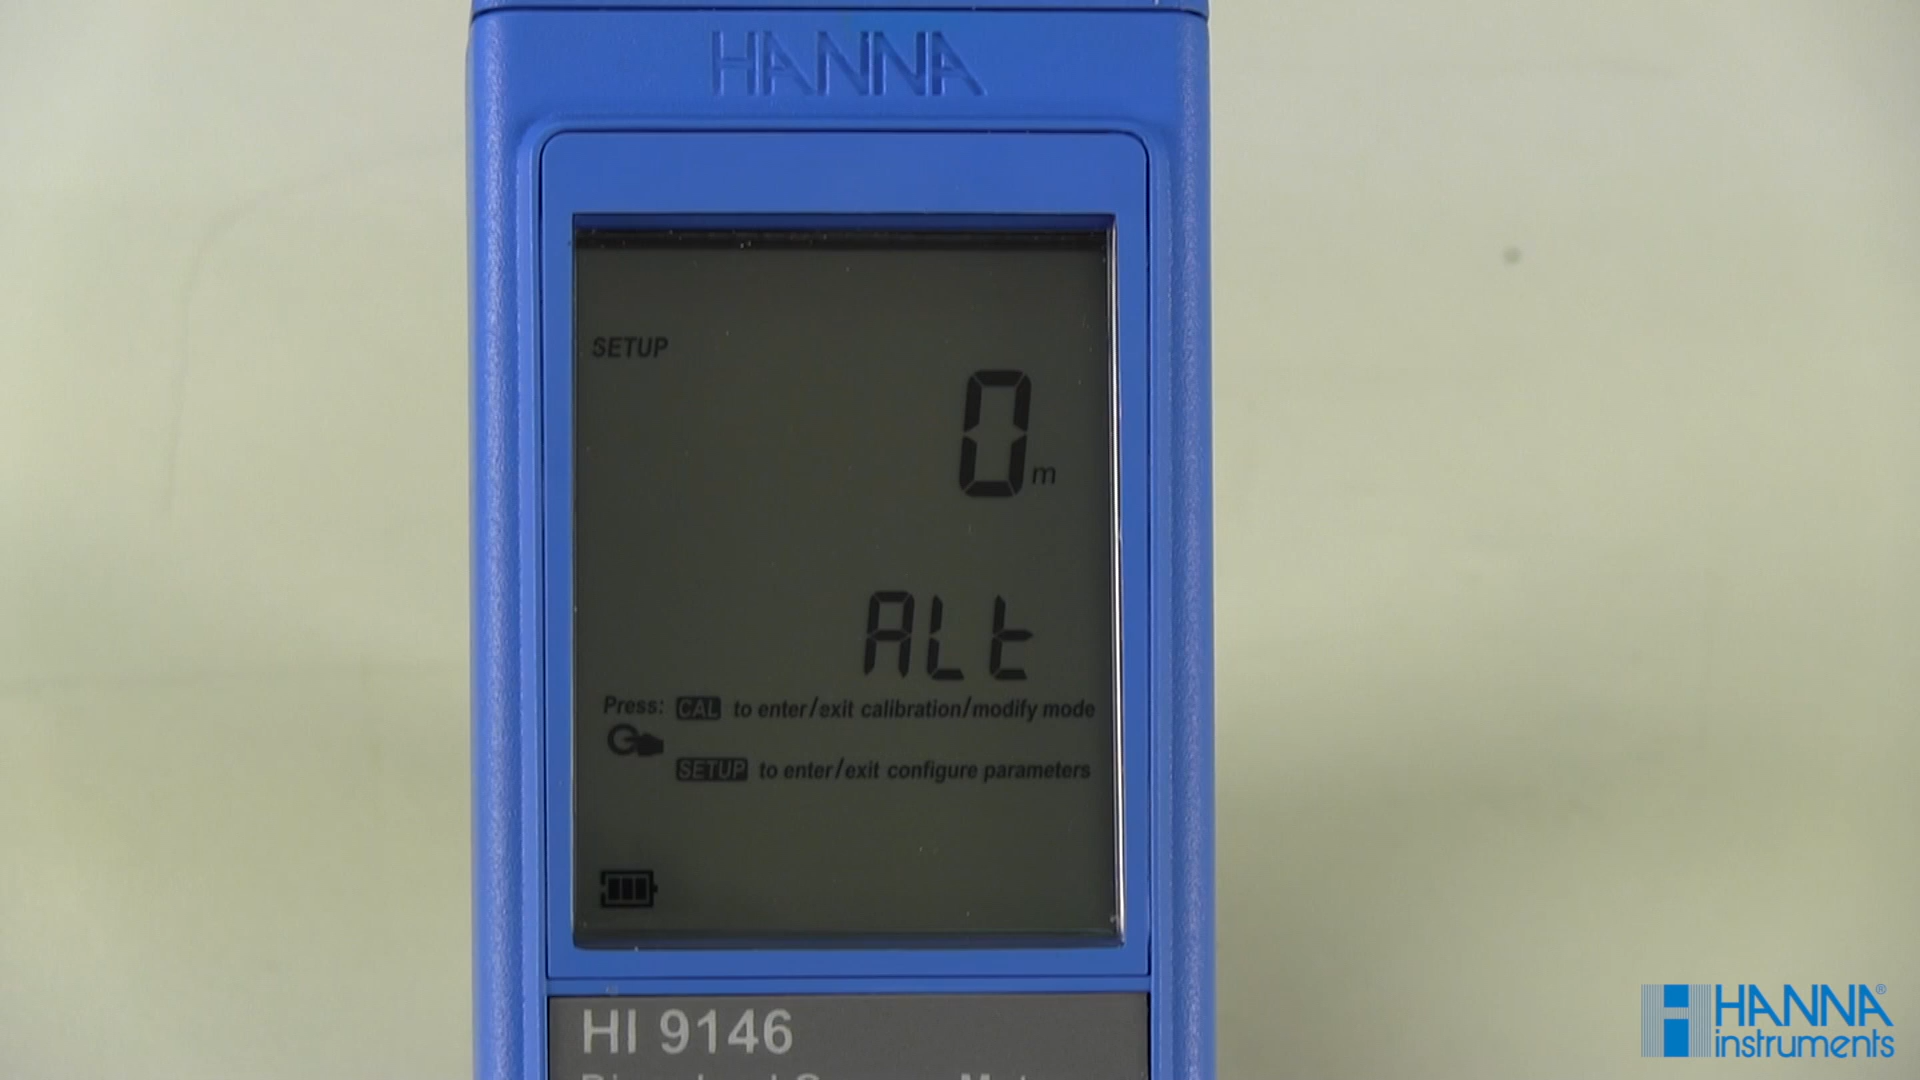 HANNA
SETUP
0 m
ALt
Press: CAL to enter/exit calibration/modify mode
SETUP to enter/exit configure parameters
HI 9146
HANNA®
instruments